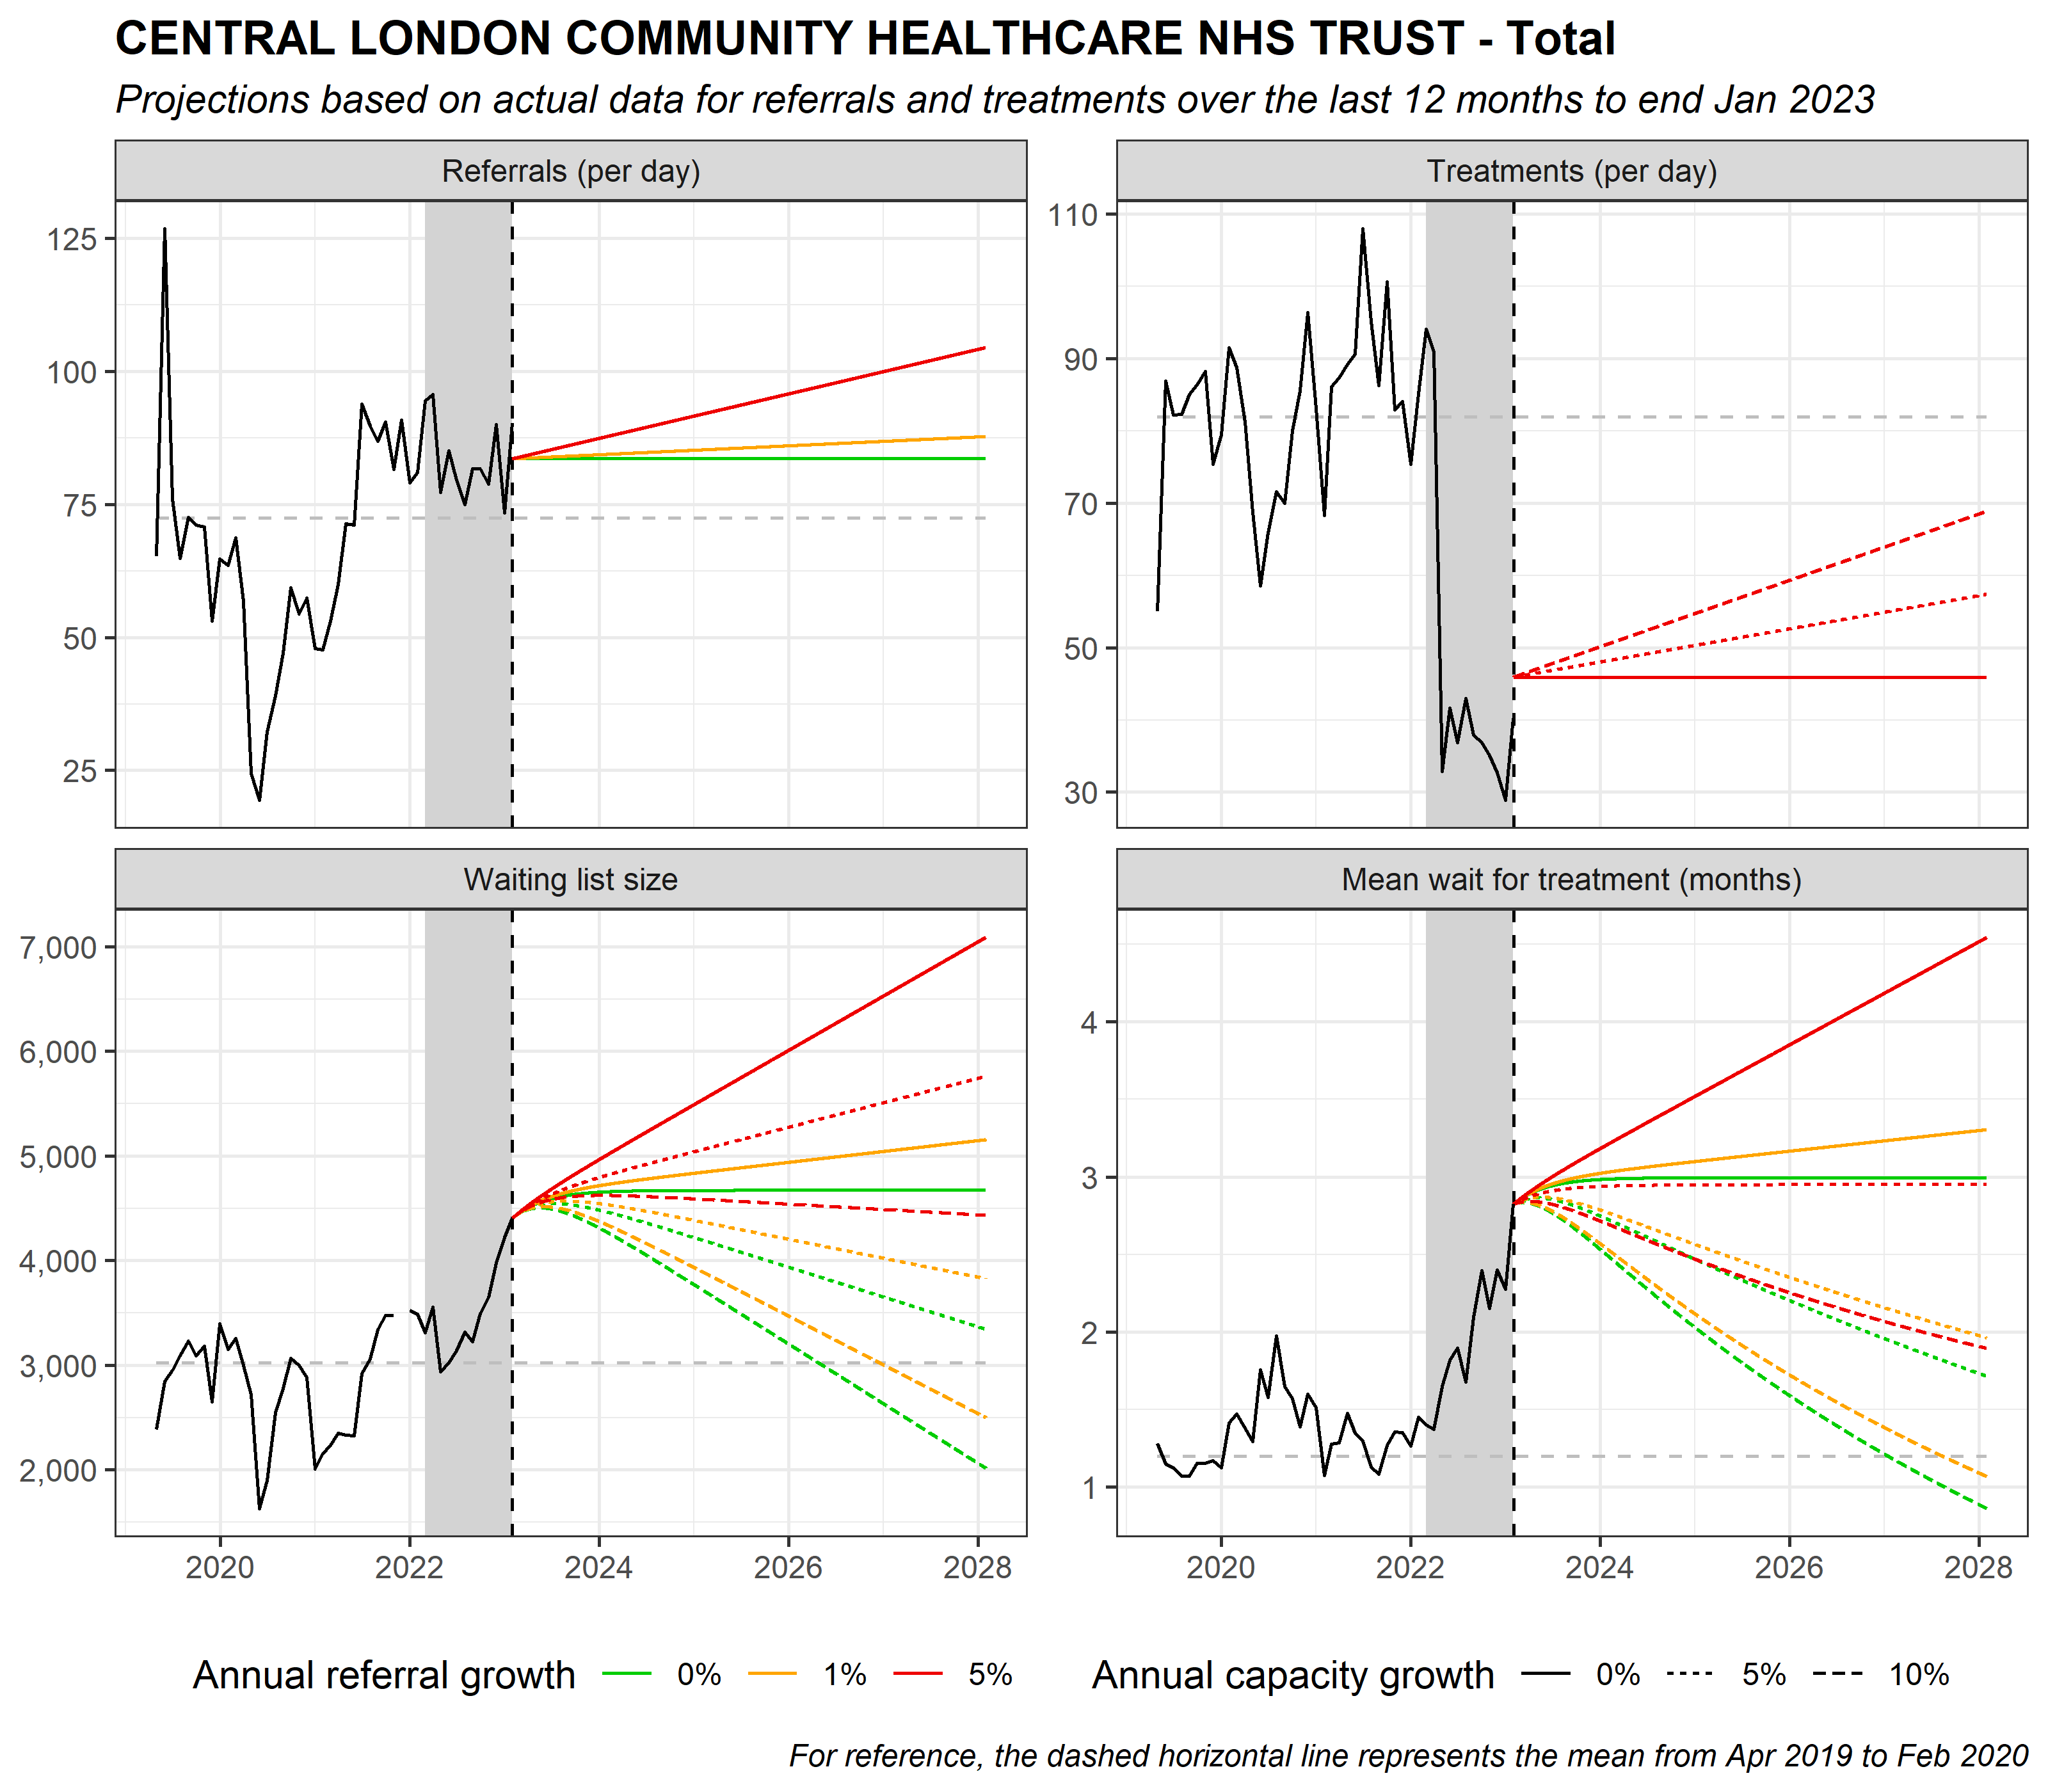 CENTRAL LONDON COMMUNITY HEALTHCARE NHS TRUST - Total
Projections based on actual data for referrals and treatments over the last 12 months to end Jan 2023
Referrals (per day)
125
100
75
50
25
Treatments (per day)
110
90
70
50
30
Waiting list size
7,000
6,000
5,000
4,000
3,000
2,000
2020 2022 2024 2026 2028
Mean wait for treatment (months)
4
3
2
1
2020 2022 2024 2026 2028
Annual referral growth 0% 1% 5%
Annual capacity growth 0% 5% 10%
For reference, the dashed horizontal line represents the mean from Apr 2019 to Feb 2020